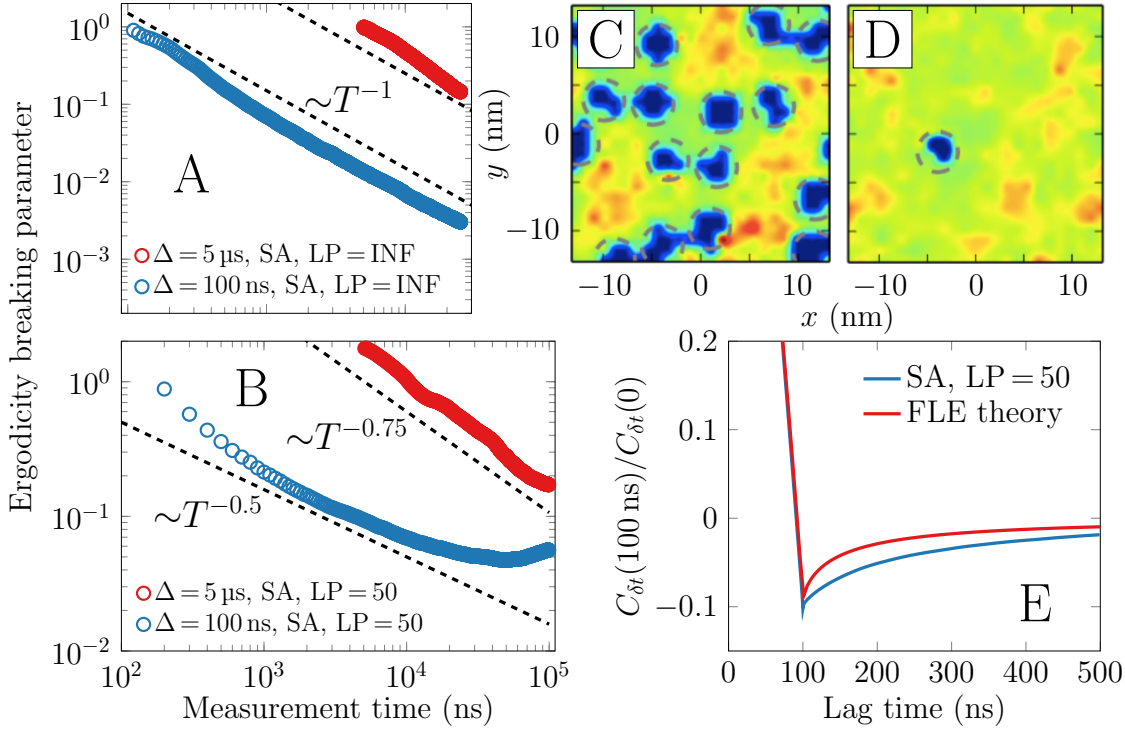 Ergodicity breaking parameter
10^0
10^−1
10^−2
10^−3
∼T^−1
A
Δ = 5 μs, SA, LP = INF
Δ = 100 ns, SA, LP = INF
10^0
10^−1
10^−2
B
∼T^−0.75
∼T^−0.5
Δ = 5 μs, SA, LP = 50
Δ = 100 ns, SA, LP = 50
10^2
10^3
10^4
10^5
Measurement time (ns)
y (nm)
10
0
−10
C
D
−10
0
10
−10
0
10
x (nm)
C_δt(100 ns)/C_δt(0)
0.2
0.1
0
−0.1
SA, LP = 50
FLE theory
E
0
100
200
300
400
500
Lag time (ns)